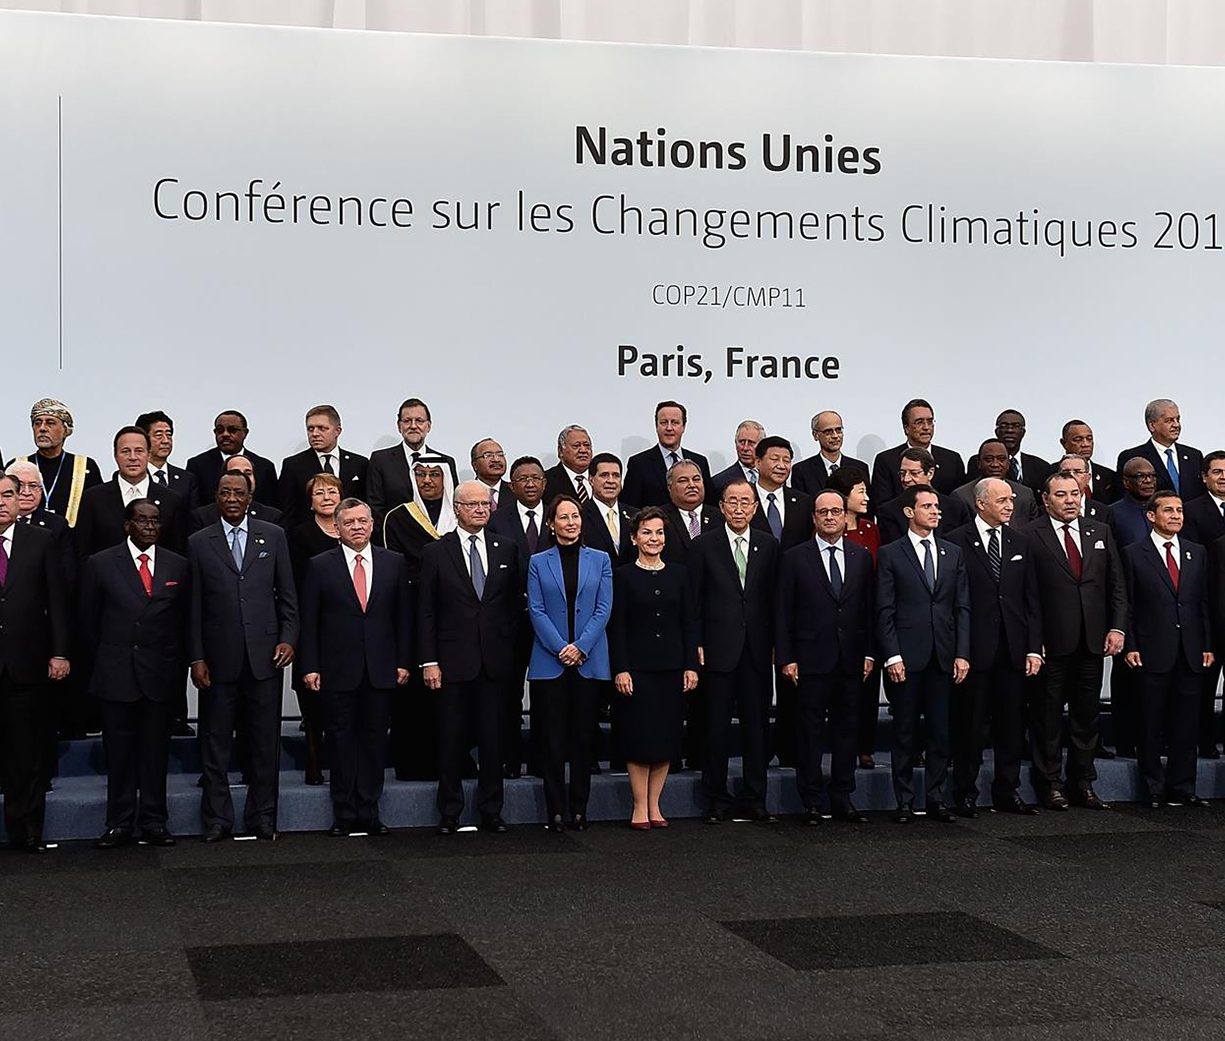 Nations Unies
Conférence sur les Changements Climatiques 201
COP21/CMP11
Paris, France